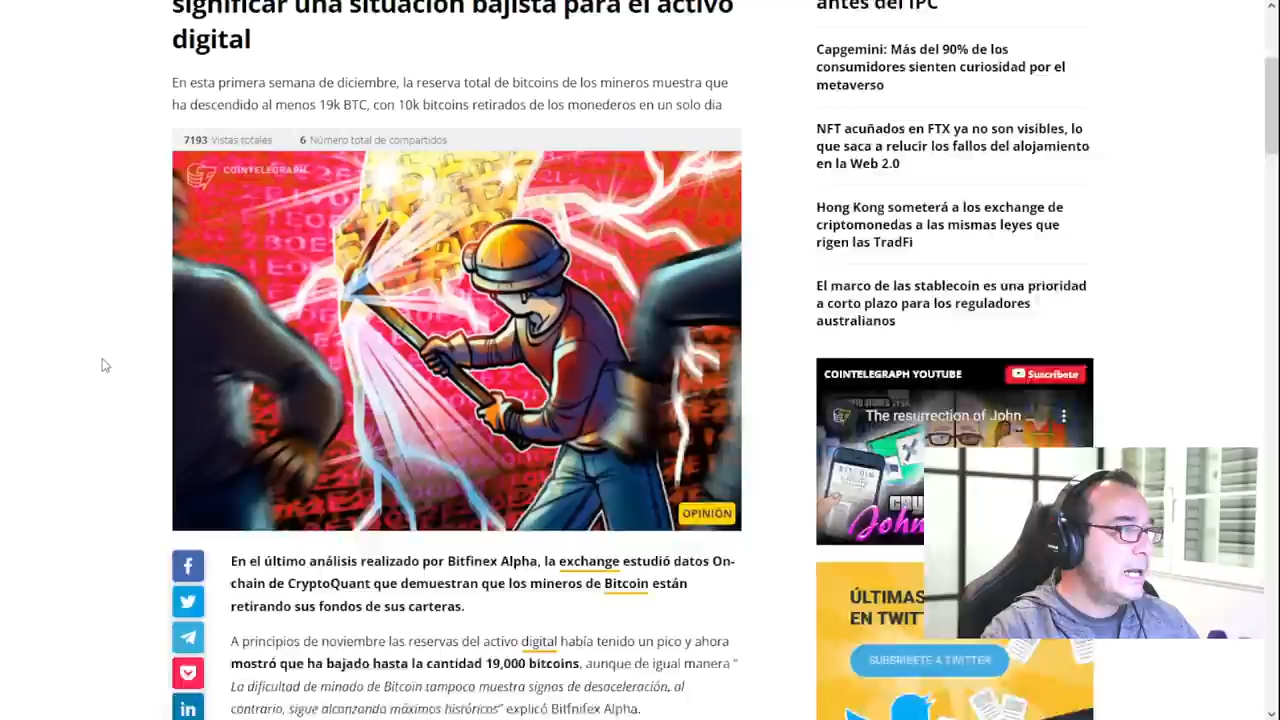 significar una situación bajista para el activo
digital
En esta primera semana de diciembre, la reserva total de bitcoins de los mineros muestra que
ha descendido al menos 19k BTC, con 10k bitcoins retirados de los monederos en un solo dia
7193 Vistas totales 6 Número total de compartidos
COINTELEGRAPH
OPINIÓN
En el último análisis realizado por Bitfinex Alpha, la exchange estudió datos On-
chain de CryptoQuant que demuestran que los mineros de Bitcoin están
retirando sus fondos de sus carteras.
A principios de noviembre las reservas del activo digital había tenido un pico y ahora
mostró que ha bajado hasta la cantidad 19,000 bitcoins, aunque de igual manera "
La dificultad de minado de Bitcoin tampoco muestra signos de desaceleración, al
contrario, sigue alcanzando máximos históricos" explicó Bitfnifex Alpha.
antes del IPC
Capgemini: Más del 90% de los
consumidores sienten curiosidad por el
metaverso
NFT acuñados en FTX ya no son visibles, lo
que saca a relucir los fallos del alojamiento
en la Web 2.0
Hong Kong someterá a los exchange de
criptomonedas a las mismas leyes que
rigen las TradFi
El marco de las stablecoin es una prioridad
a corto plazo para los reguladores
australianos
COINTELEGRAPH YOUTUBE
Suscríbete
The resurrection of John ...
BITCOIN
CRY
John
ÚLTIMAS
EN TWIT
SUBSRIBETE A TWITTER